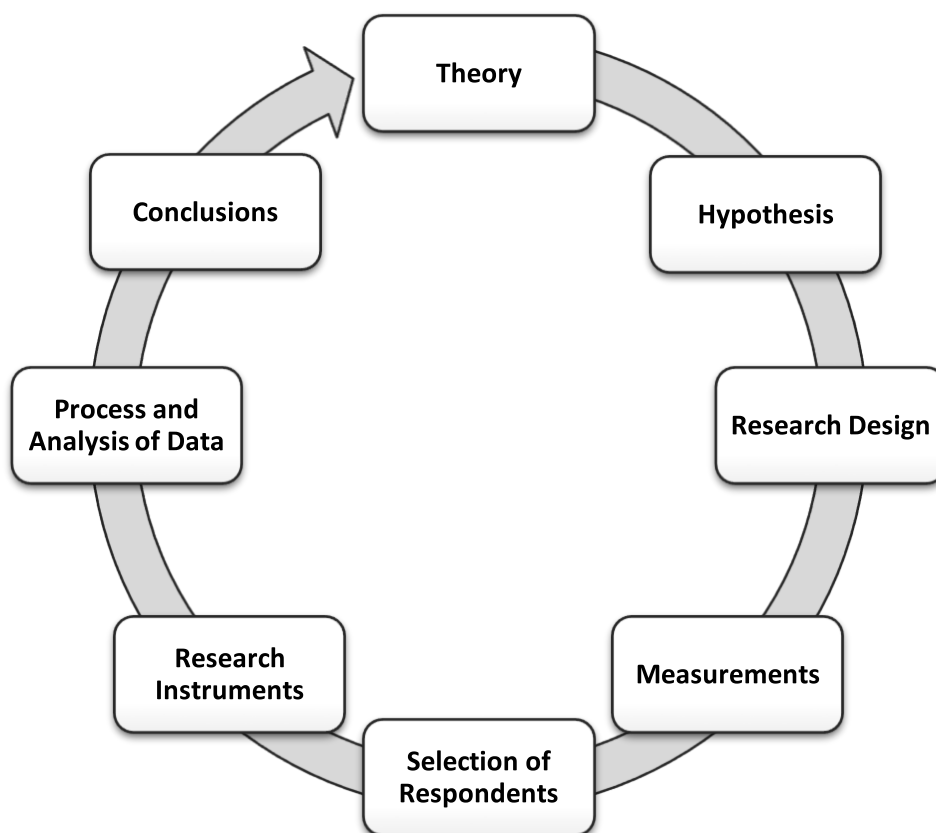 Theory
Hypothesis
Research Design
Measurements
Selection of
Respondents
Research
Instruments
Process and
Analysis of Data
Conclusions